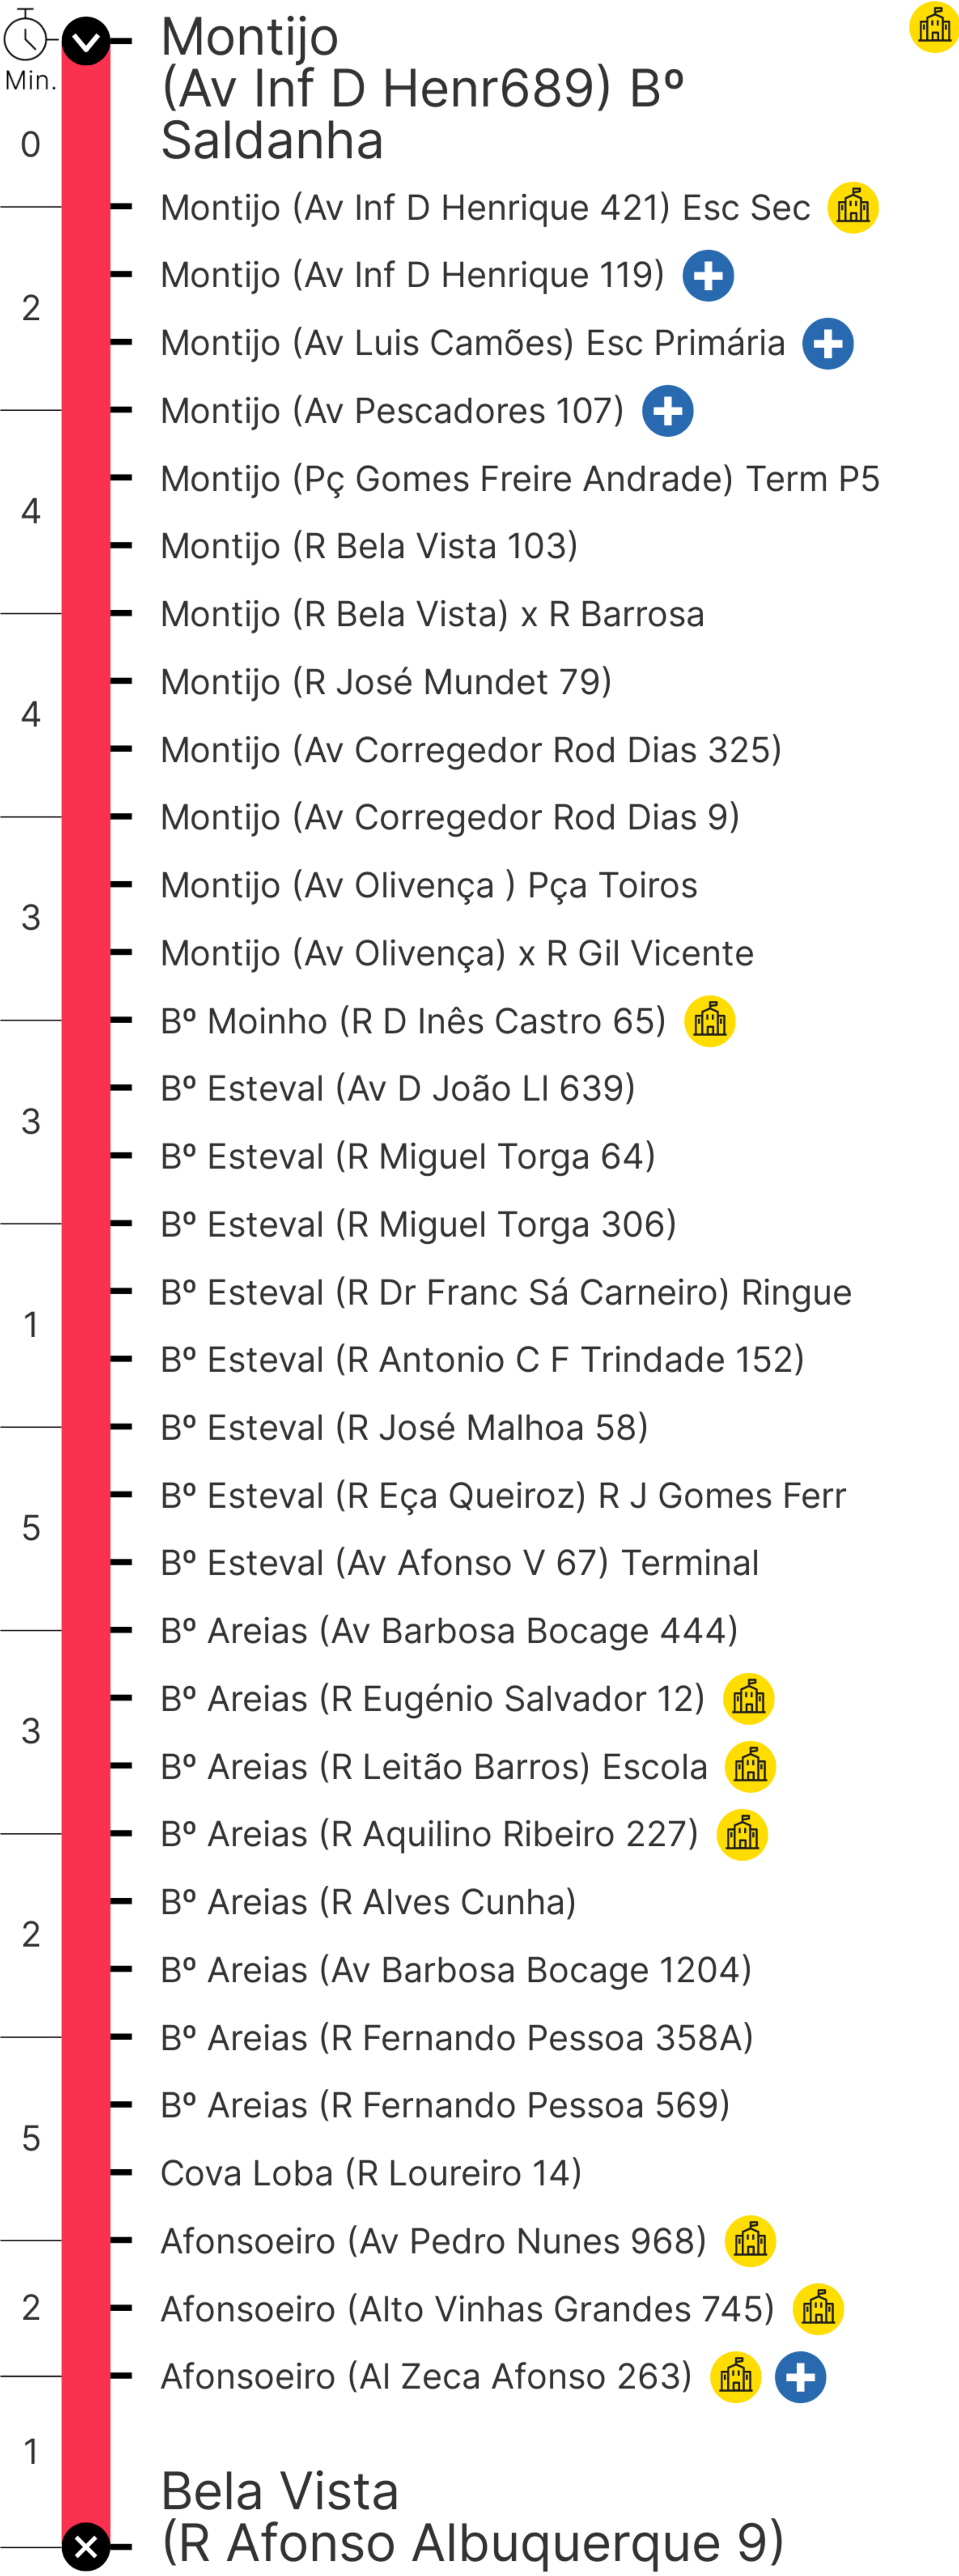 Montijo
(Av Inf D Henr689) Bº
Saldanha
Min.
0
Montijo (Av Inf D Henrique 421) Esc Sec
Montijo (Av Inf D Henrique 119)
2
Montijo (Av Luis Camões) Esc Primária
Montijo (Av Pescadores 107)
Montijo (Pç Gomes Freire Andrade) Term P5
4
Montijo (R Bela Vista 103)
Montijo (R Bela Vista) x R Barrosa
Montijo (R José Mundet 79)
4
Montijo (Av Corregedor Rod Dias 325)
Montijo (Av Corregedor Rod Dias 9)
Montijo (Av Olivença ) Pça Toiros
3
Montijo (Av Olivença) x R Gil Vicente
Bº Moinho (R D Inês Castro 65)
Bº Esteval (Av D João Ll 639)
3
Bº Esteval (R Miguel Torga 64)
Bº Esteval (R Miguel Torga 306)
Bº Esteval (R Dr Franc Sá Carneiro) Ringue
1
Bº Esteval (R Antonio C F Trindade 152)
Bº Esteval (R José Malhoa 58)
Bº Esteval (R Eça Queiroz) R J Gomes Ferr
5
Bº Esteval (Av Afonso V 67) Terminal
Bº Areias (Av Barbosa Bocage 444)
Bº Areias (R Eugénio Salvador 12)
3
Bº Areias (R Leitão Barros) Escola
Bº Areias (R Aquilino Ribeiro 227)
Bº Areias (R Alves Cunha)
2
Bº Areias (Av Barbosa Bocage 1204)
Bº Areias (R Fernando Pessoa 358A)
Bº Areias (R Fernando Pessoa 569)
5
Cova Loba (R Loureiro 14)
Afonsoeiro (Av Pedro Nunes 968)
2
Afonsoeiro (Alto Vinhas Grandes 745)
Afonsoeiro (Al Zeca Afonso 263)
1
Bela Vista
(R Afonso Albuquerque 9)